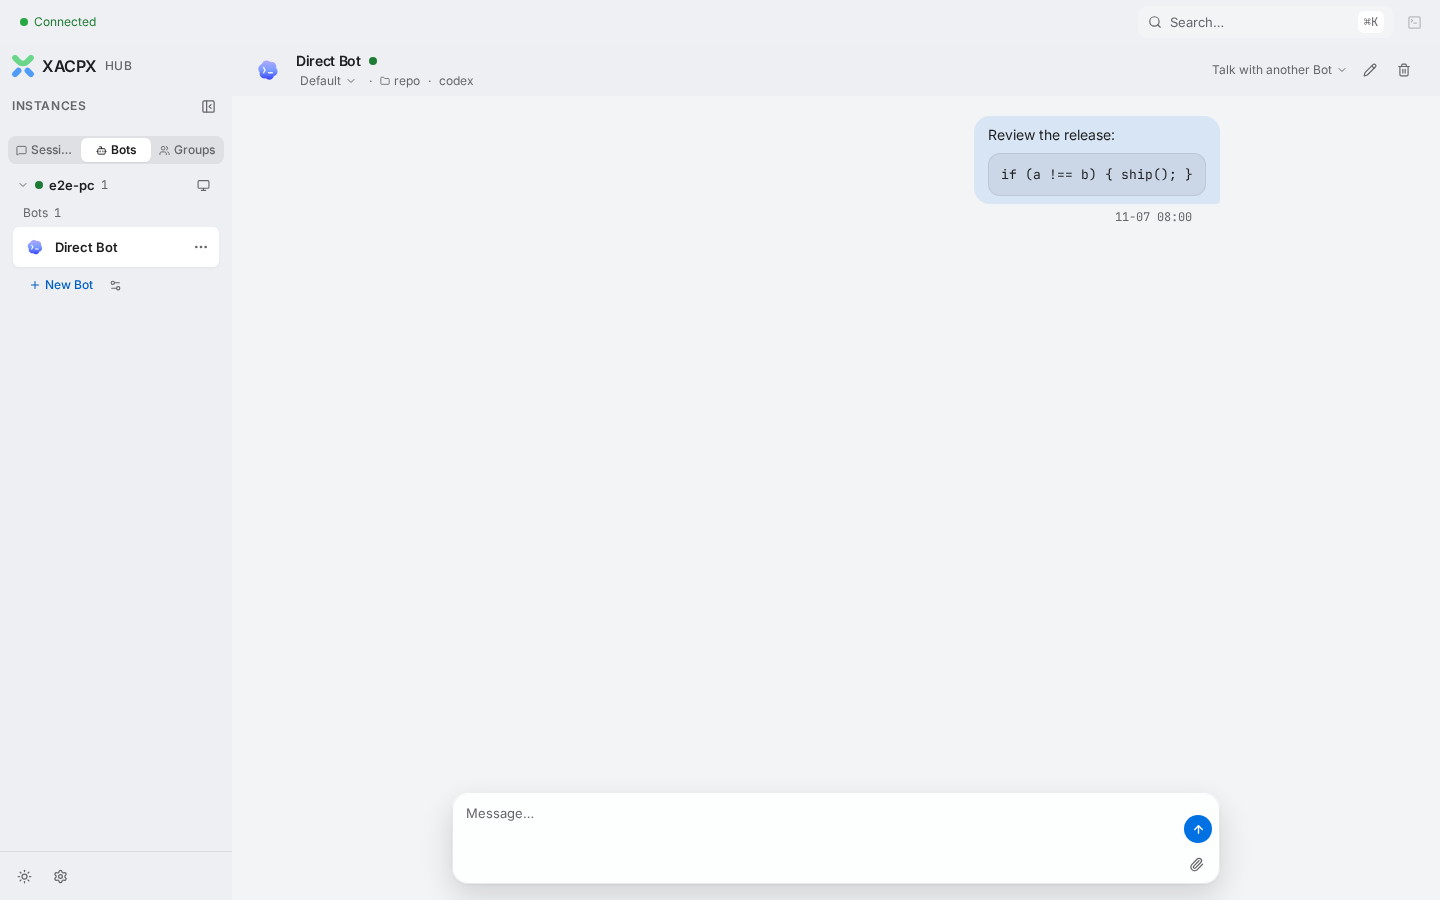 Connected
Search...
⌘K
XACPX HUB
INSTANCES
Sessi...
Bots
Groups
e2e-pc 1
Bots 1
Direct Bot
New Bot
Direct Bot
Default · repo · codex
Talk with another Bot
Review the release:
if (a !== b) { ship(); }
11-07 08:00
Message...